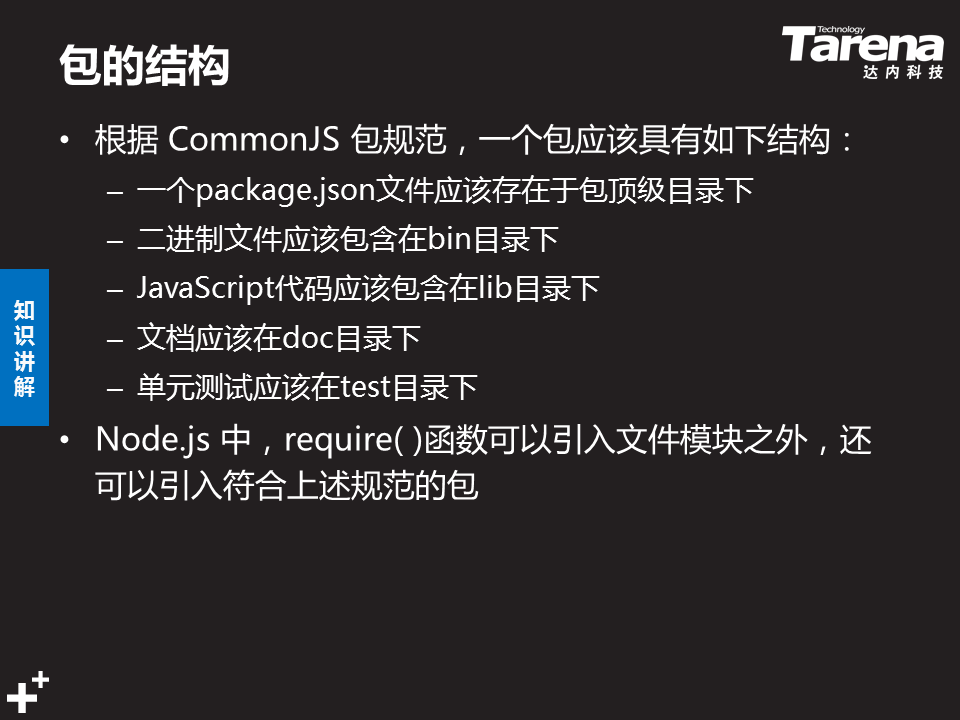 包的结构
Technology
Tarena
达内科技
• 根据 CommonJS 包规范，一个包应该具有如下结构：
– 一个package.json文件应该存在于包顶级目录下
– 二进制文件应该包含在bin目录下
– JavaScript代码应该包含在lib目录下
– 文档应该在doc目录下
– 单元测试应该在test目录下
知识讲解
• Node.js 中，require( )函数可以引入文件模块之外，还
可以引入符合上述规范的包